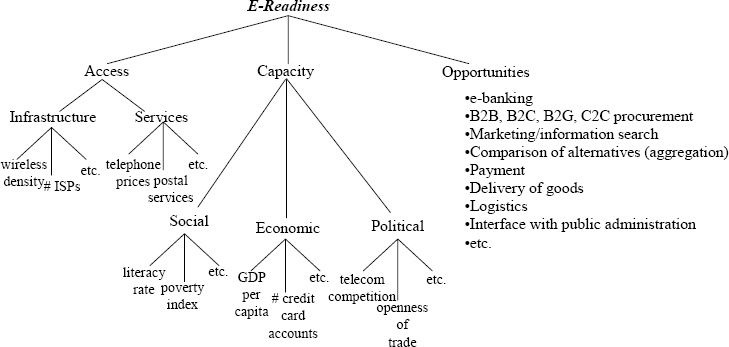 E-Readiness
Access
Capacity
Opportunities
Infrastructure
Services
wireless
density
# ISPs
etc.
telephone
prices
postal
services
etc.
•e-banking
•B2B, B2C, B2G, C2C procurement
•Marketing/information search
•Comparison of alternatives (aggregation)
•Payment
•Delivery of goods
•Logistics
•Interface with public administration
•etc.
Social
Economic
Political
literacy
rate
poverty
index
etc.
GDP
per
capita
# credit
card
accounts
etc.
telecom
competition
openness
of
trade
etc.